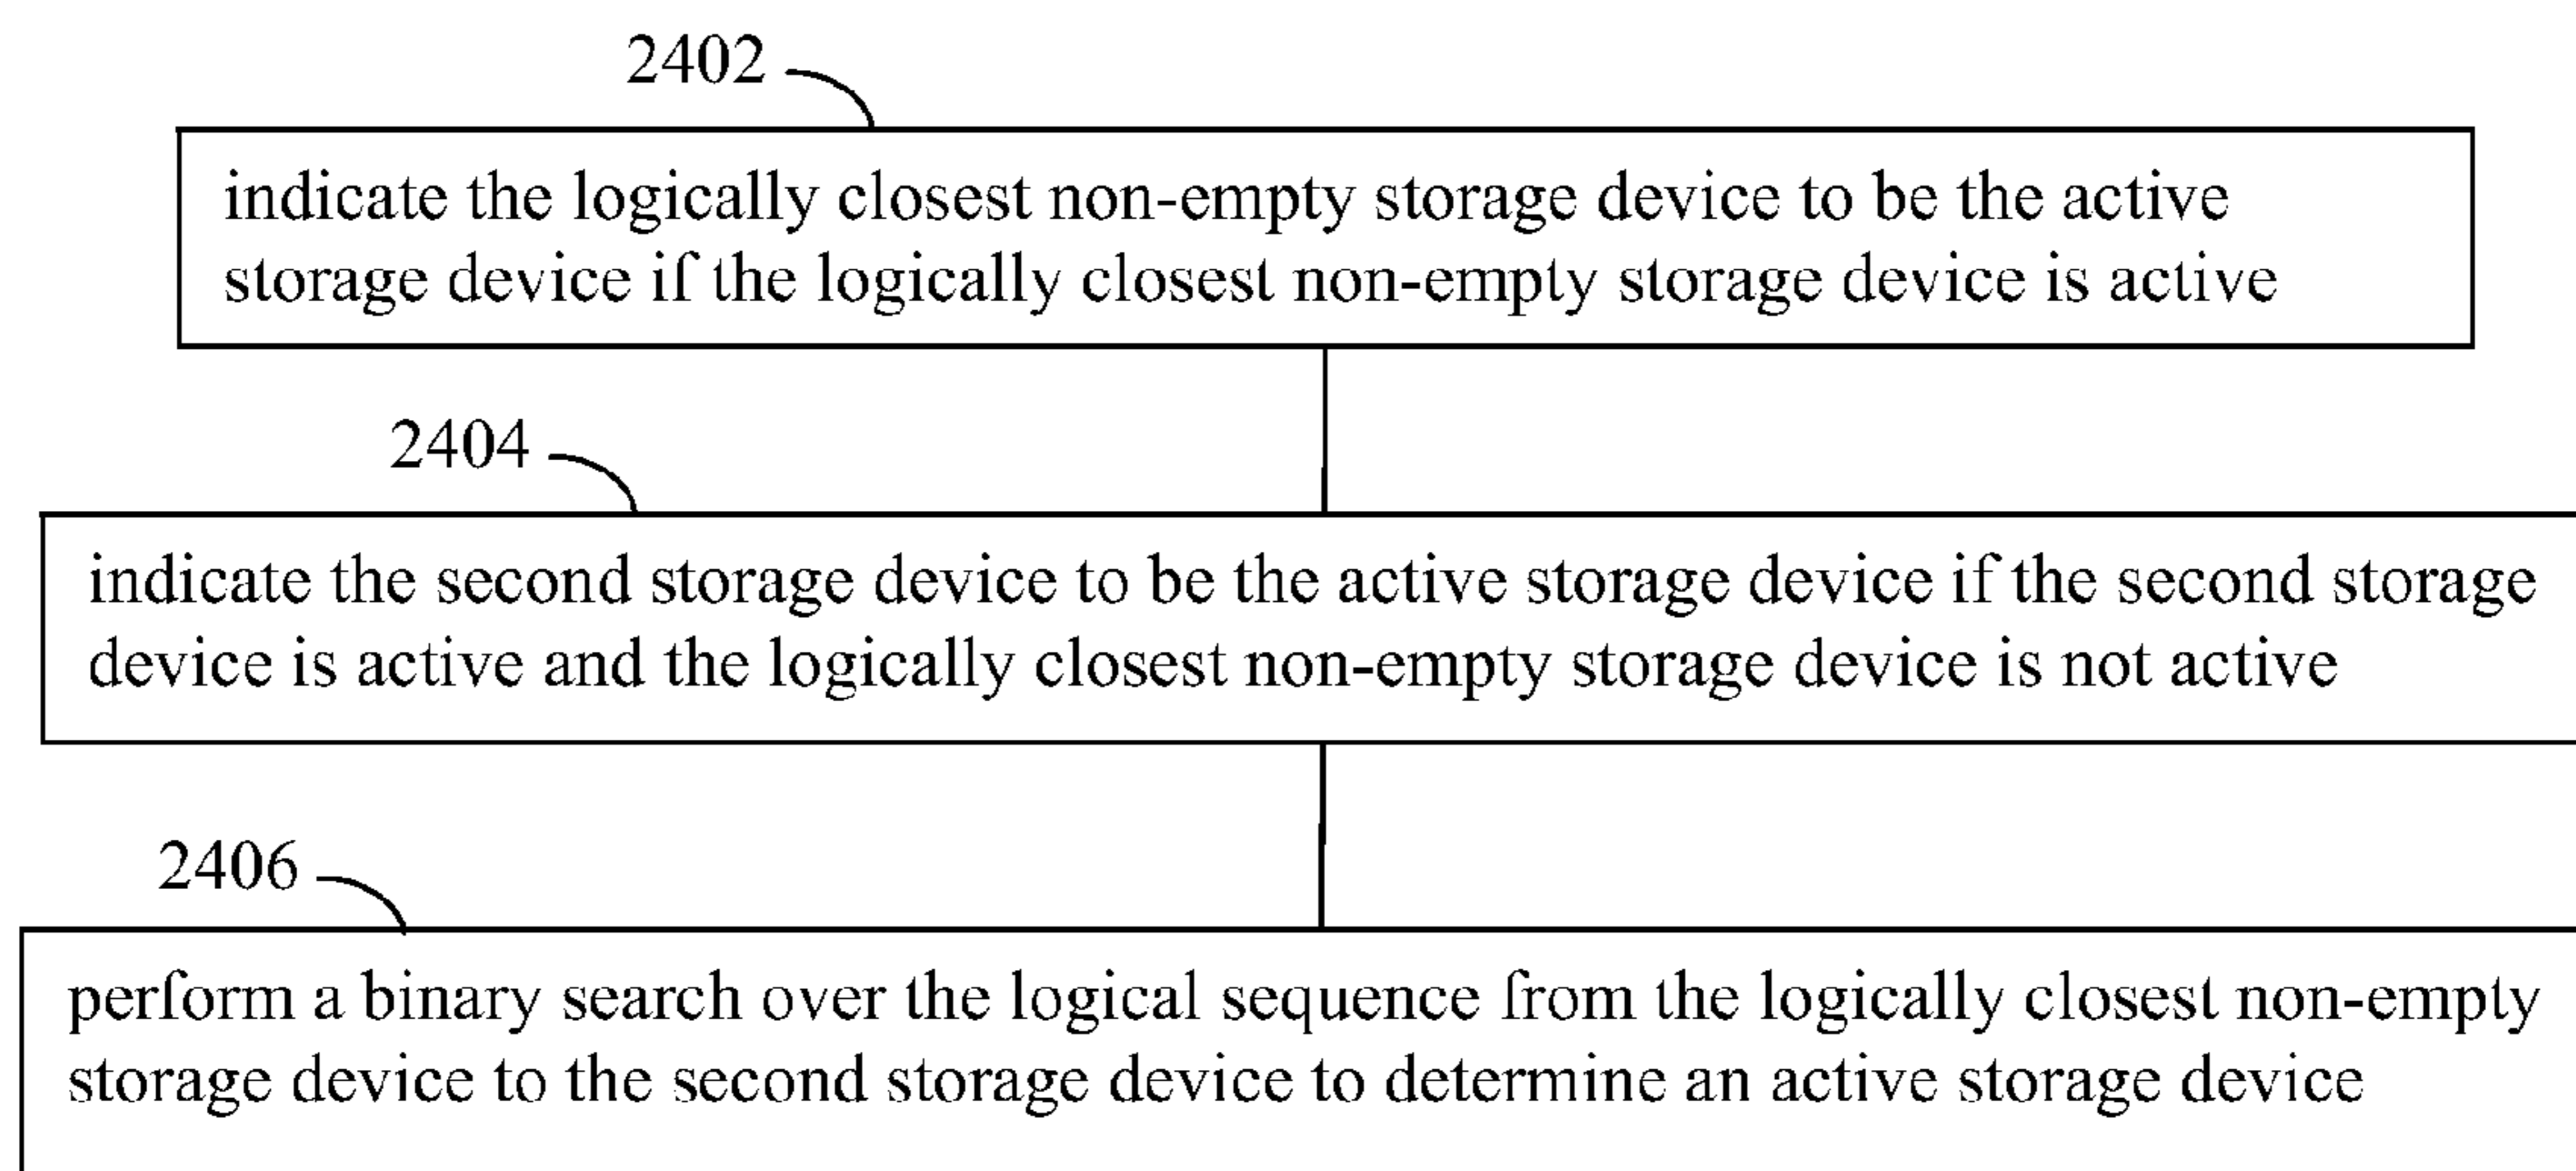 2402
indicate the logically closest non-empty storage device to be the active
storage device if the logically closest non-empty storage device is active
2404
indicate the second storage device to be the active storage device if the second storage
device is active and the logically closest non-empty storage device is not active
2406
perform a binary search over the logical sequence from the logically closest non-empty
storage device to the second storage device to determine an active storage device